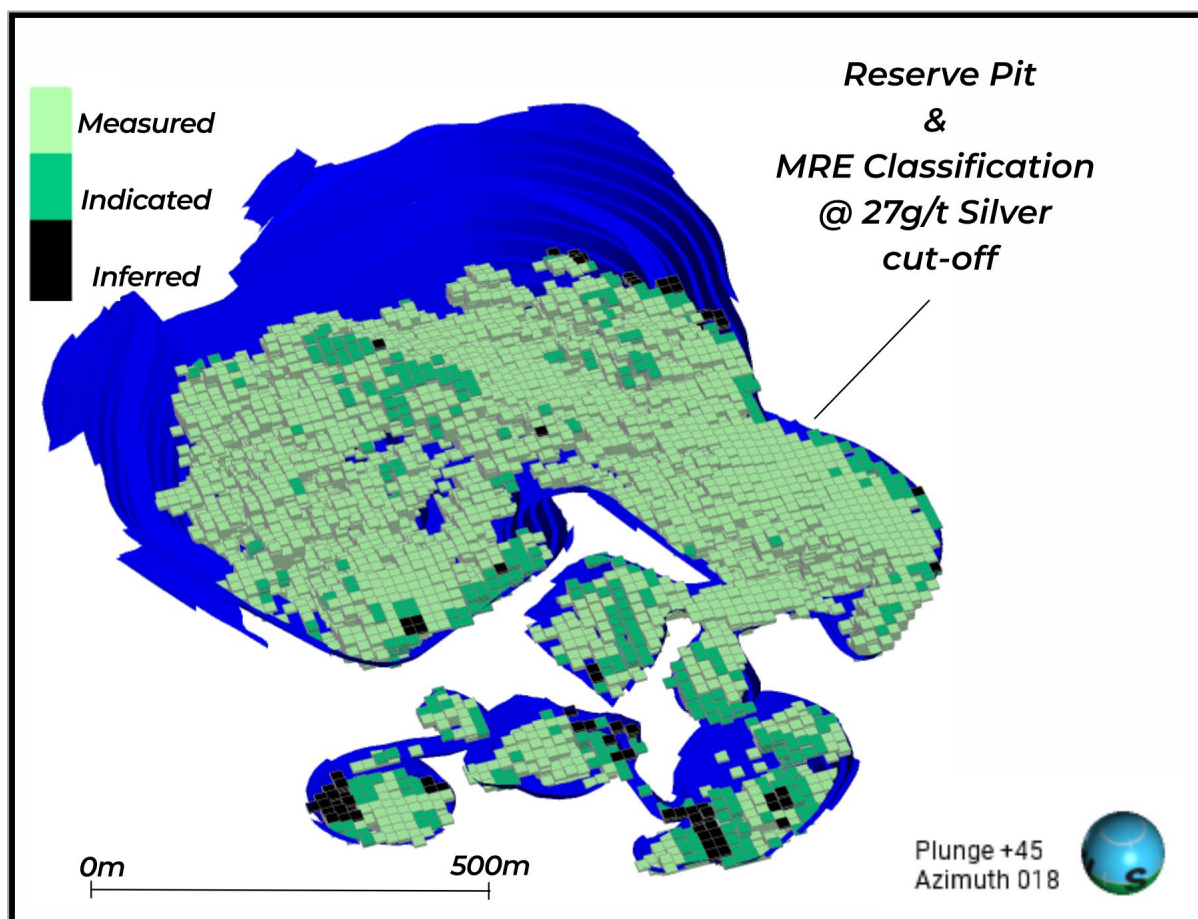 Reserve Pit
&
MRE Classification
@ 27g/t Silver
cut-off
Measured
Indicated
Inferred
0m
500m
Plunge +45
Azimuth 018
S